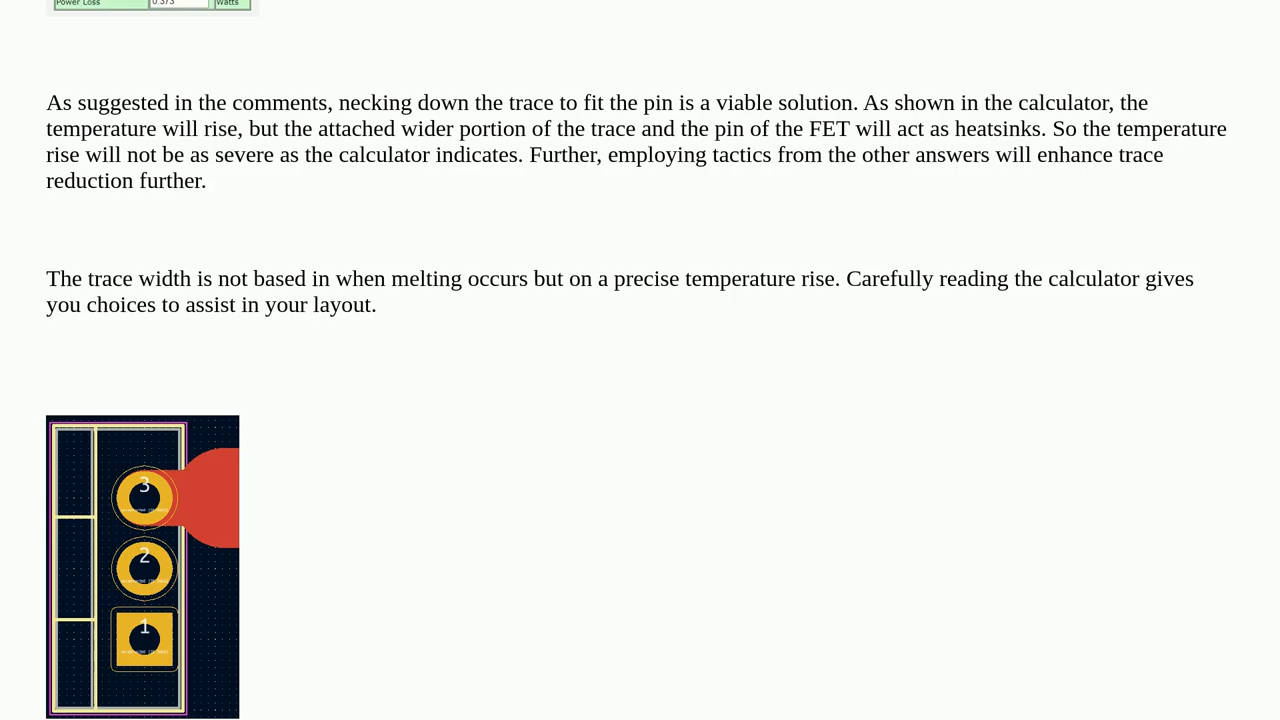 Power Loss 0.373 Watts
As suggested in the comments, necking down the trace to fit the pin is a viable solution. As shown in the calculator, the
temperature will rise, but the attached wider portion of the trace and the pin of the FET will act as heatsinks. So the temperature
rise will not be as severe as the calculator indicates. Further, employing tactics from the other answers will enhance trace
reduction further.
The trace width is not based in when melting occurs but on a precise temperature rise. Carefully reading the calculator gives
you choices to assist in your layout.
3
2
1